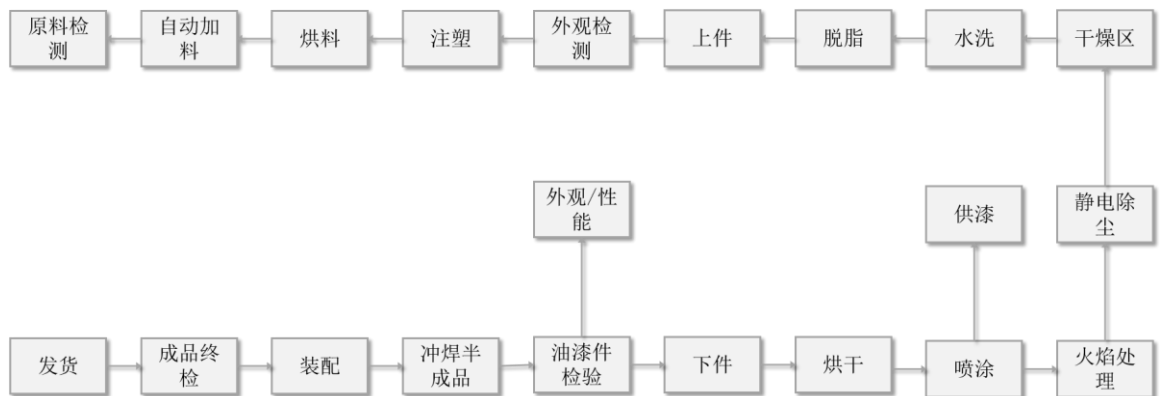 原料检
测
自动加
料
烘料
注塑
外观检
测
上件
脱脂
水洗
干燥区
外观/性
能
供漆
静电除
尘
发货
成品终
检
装配
冲焊半
成品
油漆件
检验
下件
烘干
喷涂
火焰处
理